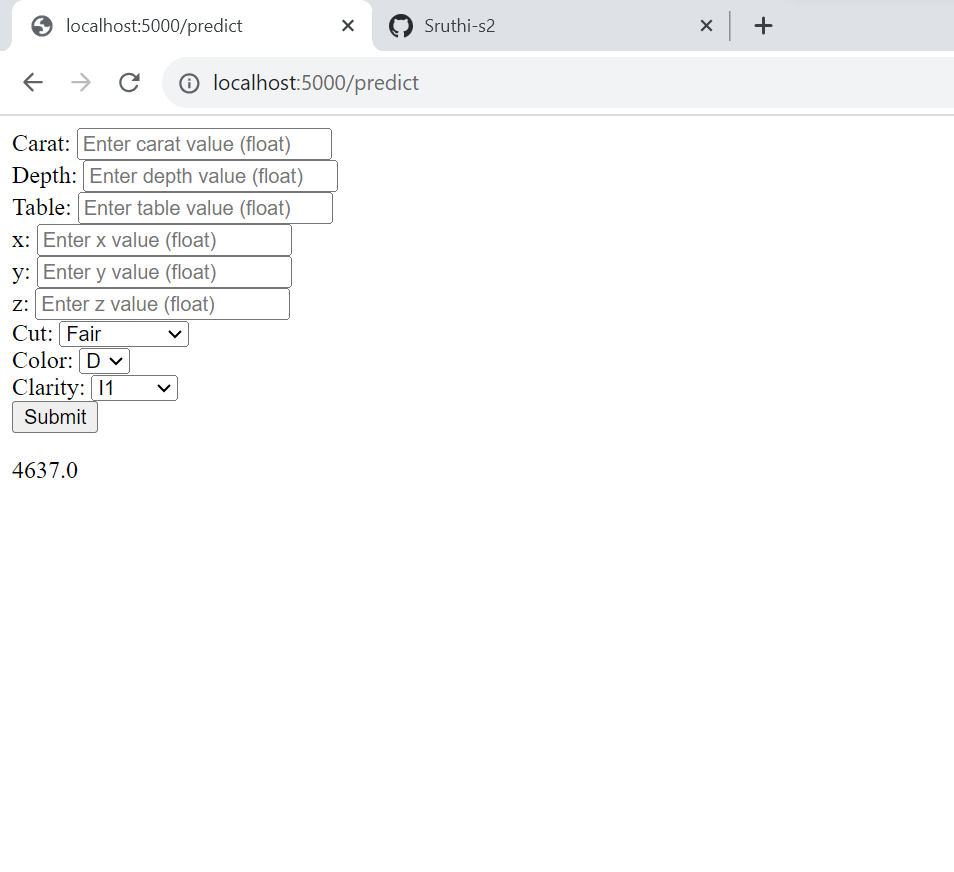 localhost:5000/predict
Sruthi-s2
localhost:5000/predict
Carat: Enter carat value (float)
Depth: Enter depth value (float)
Table: Enter table value (float)
x: Enter x value (float)
y: Enter y value (float)
z: Enter z value (float)
Cut: Fair
Color: D
Clarity: I1
Submit
4637.0